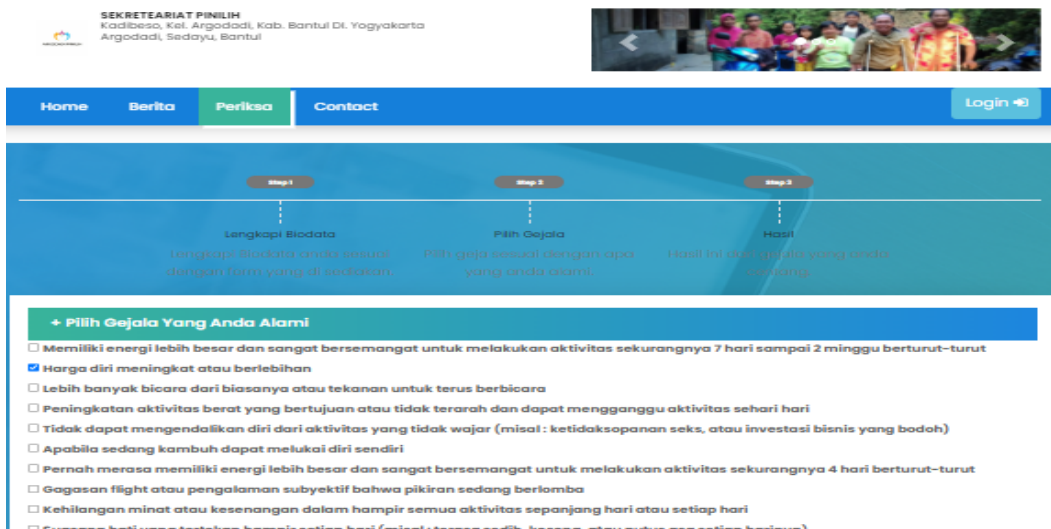 SEKRETEARIAT PINILIH
Kadibeso, Kel. Argodadi, Kab. Bantul DI. Yogyakarta
Argodadi, Sedayu, Bantul
Home Berita Periksa Contact Login
Step 1 Step 2 Step 3
Lengkapi Biodata Pilih Gejala Hasil
Lengkapi Biodata anda sesuai Pilih geja sesuai dengan apa Hasil ini dari gejala yang anda
dengan form yang di sediakan. yang anda alami.
+ Pilih Gejala Yang Anda Alami
Memiliki energi lebih besar dan sangat bersemangat untuk melakukan aktivitas sekurangnya 7 hari sampai 2 minggu berturut-turut
Harga diri meningkat atau berlebihan
Lebih banyak bicara dari biasanya atau tekanan untuk terus berbicara
Peningkatan aktivitas berat yang bertujuan atau tidak terarah dan dapat mengganggu aktivitas sehari hari
Tidak dapat mengendalikan diri dari aktivitas yang tidak wajar (misal : ketidaksopanan seks, atau investasi bisnis yang bodoh)
Apabila sedang kambuh dapat melukai diri sendiri
Pernah merasa memiliki energi lebih besar dan sangat bersemangat untuk melakukan aktivitas sekurangnya 4 hari berturut-turut
Gagasan flight atau pengalaman subyektif bahwa pikiran sedang berlomba
Kehilangan minat atau kesenangan dalam hampir semua aktivitas sepanjang hari atau setiap hari